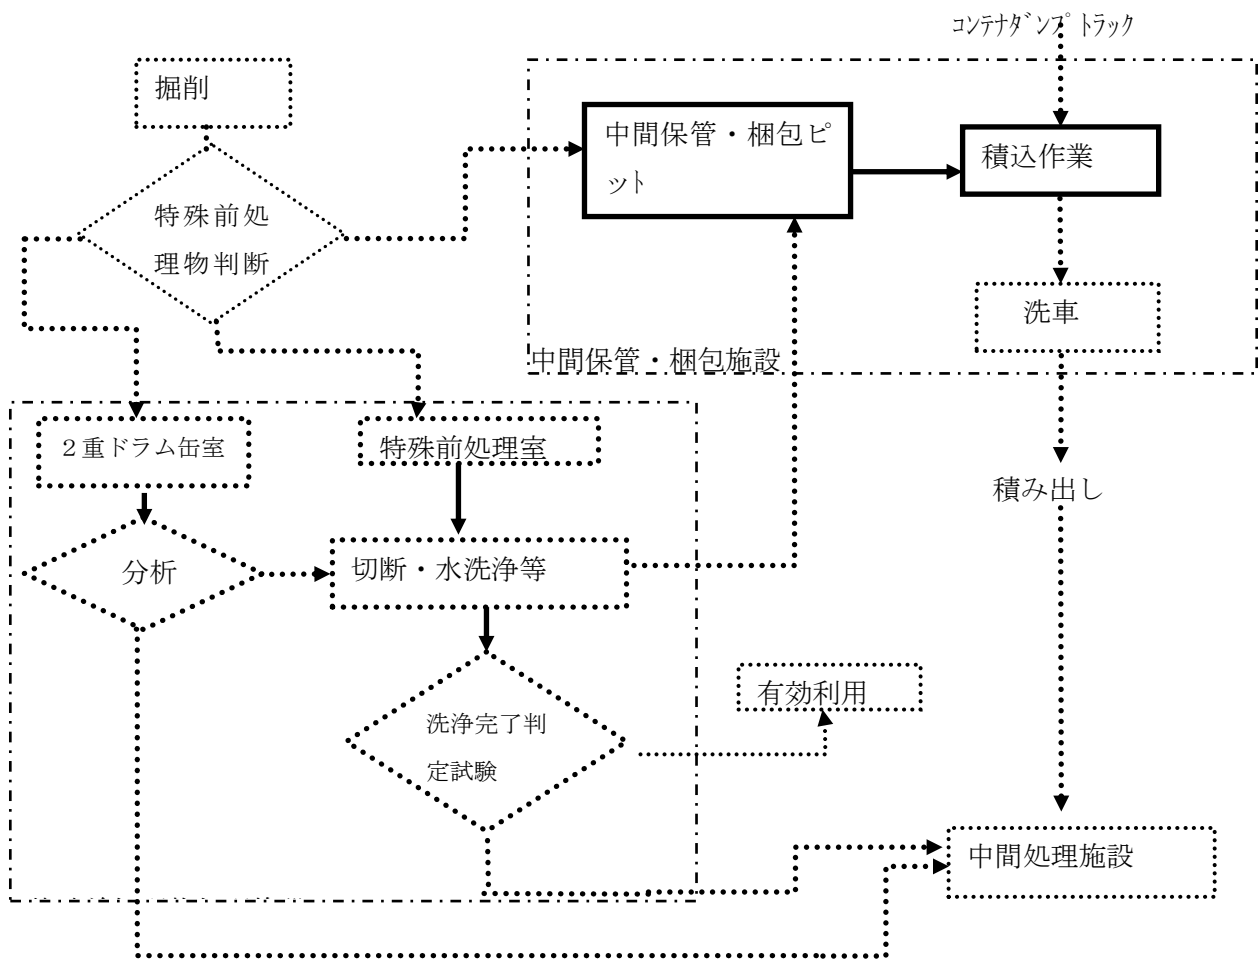 コンテナダンプトラック
掘削
中間保管・梱包ピ
ット
積込作業
特殊前処
理物判断
洗車
中間保管・梱包施設
２重ドラム缶室
特殊前処理室
積み出し
分析
切断・水洗浄等
有効利用
洗浄完了判
定試験
中間処理施設